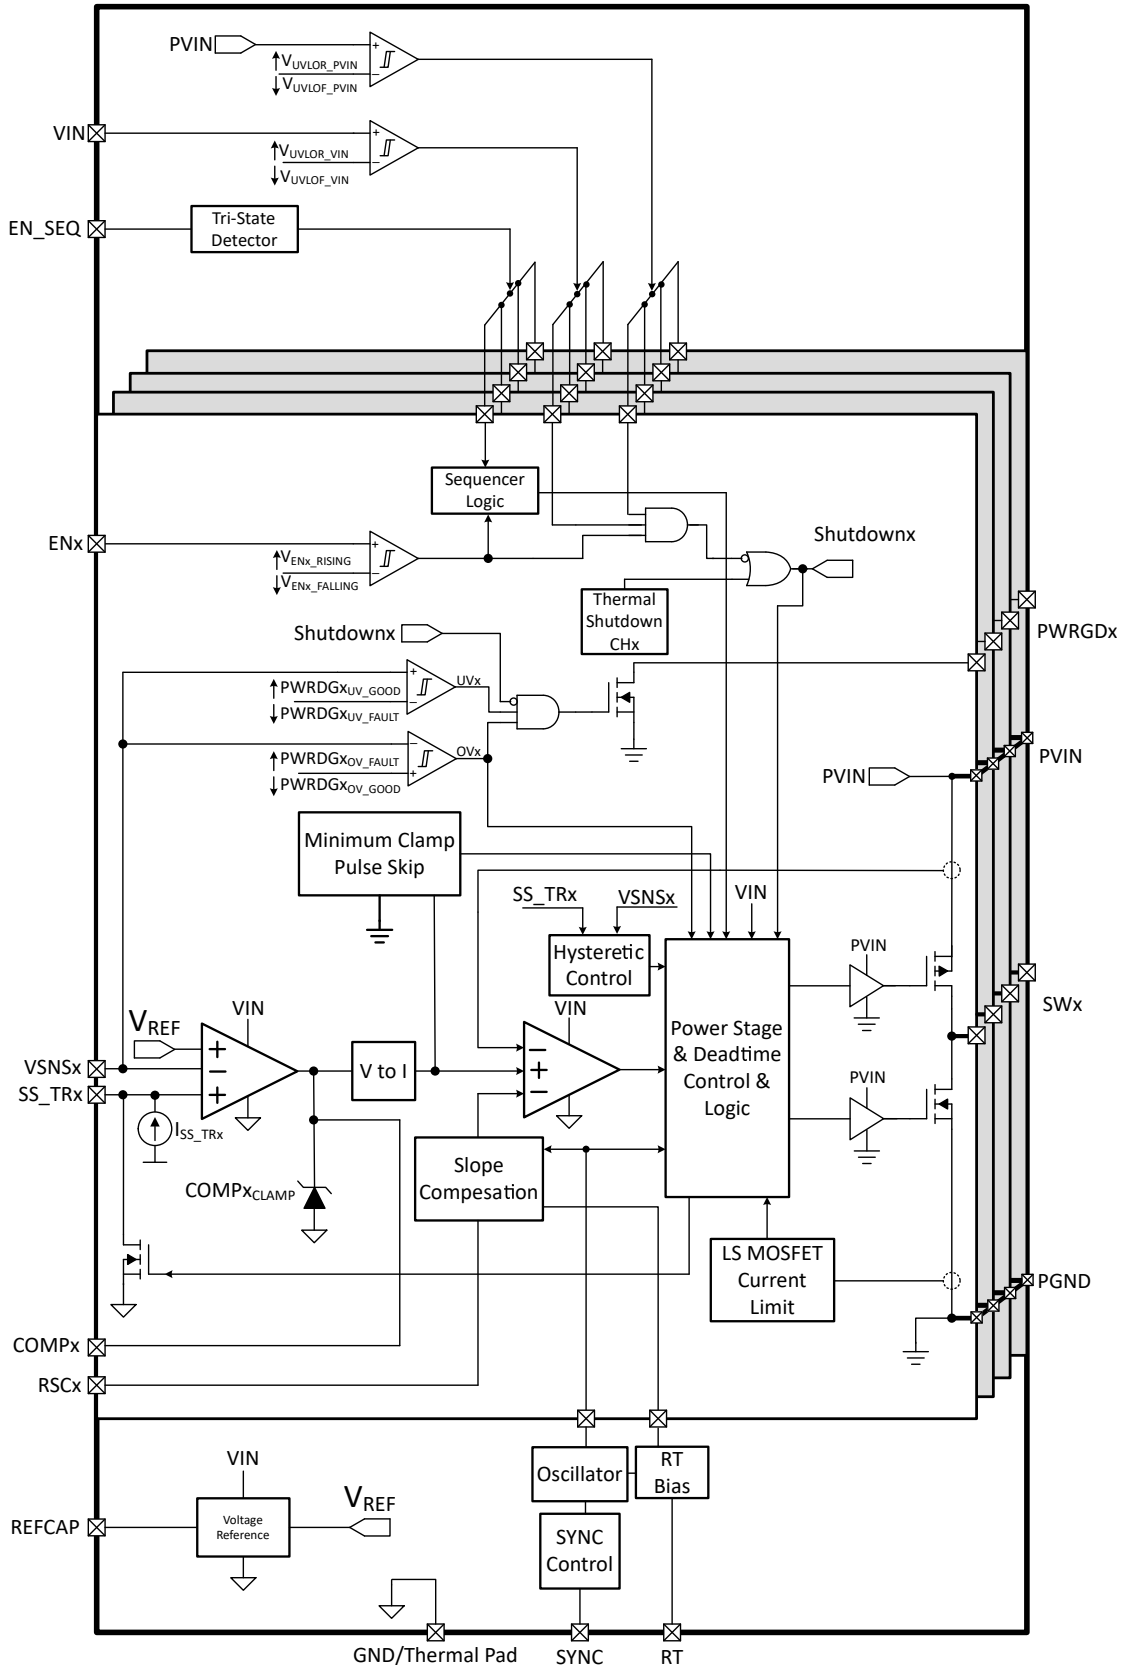 PVIN
+
VUVLOR_PVIN
−
VUVLOF_PVIN
VIN
+
VUVLOR_VIN
−
VUVLOF_VIN
EN_SEQ
Tri-State
Detector
Sequencer
Logic
ENx
+
VENx_RISING
−
VENx_FALLING
Shutdownx
Thermal
Shutdown
CHx
Shutdownx
PWRGDx
+
UVx
PWRDGxUV_GOOD
−
PWRDGxUV_FAULT
−
OVx
PWRDGxOV_FAULT
+
PWRDGxOV_GOOD
PVIN
PVIN
Minimum Clamp
Pulse Skip
SS_TRx
VSNSx
VIN
Hysteretic
Control
PVIN
SWx
VREF
VIN
VIN
Power Stage
& Deadtime
Control &
Logic
+
−
VSNSx
−
+
V to I
PVIN
SS_TRx
+
−
ISS_TRx
Slope
Compesation
COMPxCLAMP
LS MOSFET
Current
Limit
PGND
COMPx
RSCx
VIN
Oscillator
RT
Bias
REFCAP
Voltage
Reference
VREF
SYNC
Control
GND/Thermal Pad
SYNC
RT